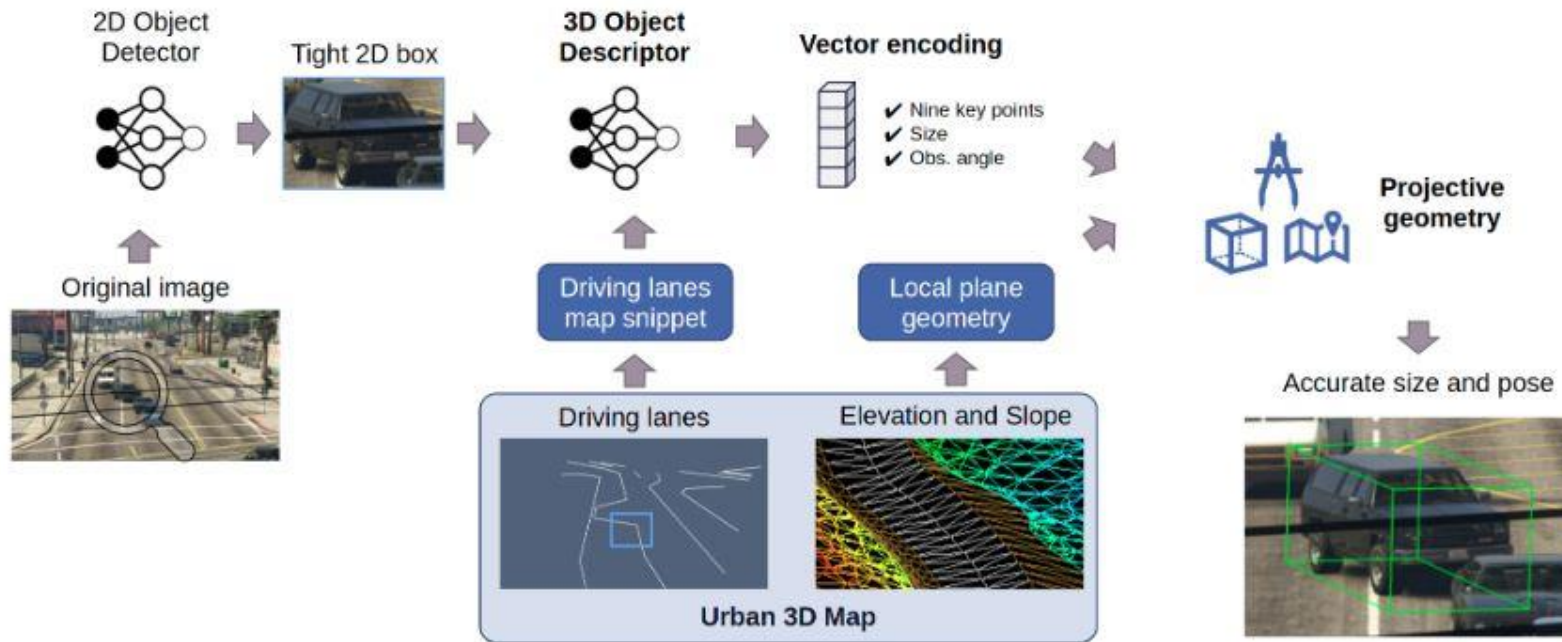 2D Object
Detector
Tight 2D box
3D Object
Descriptor
Vector encoding
✔ Nine key points
✔ Size
✔ Obs. angle
Projective
geometry
Original image
Driving lanes
map snippet
Local plane
geometry
Accurate size and pose
Driving lanes
Elevation and Slope
Urban 3D Map